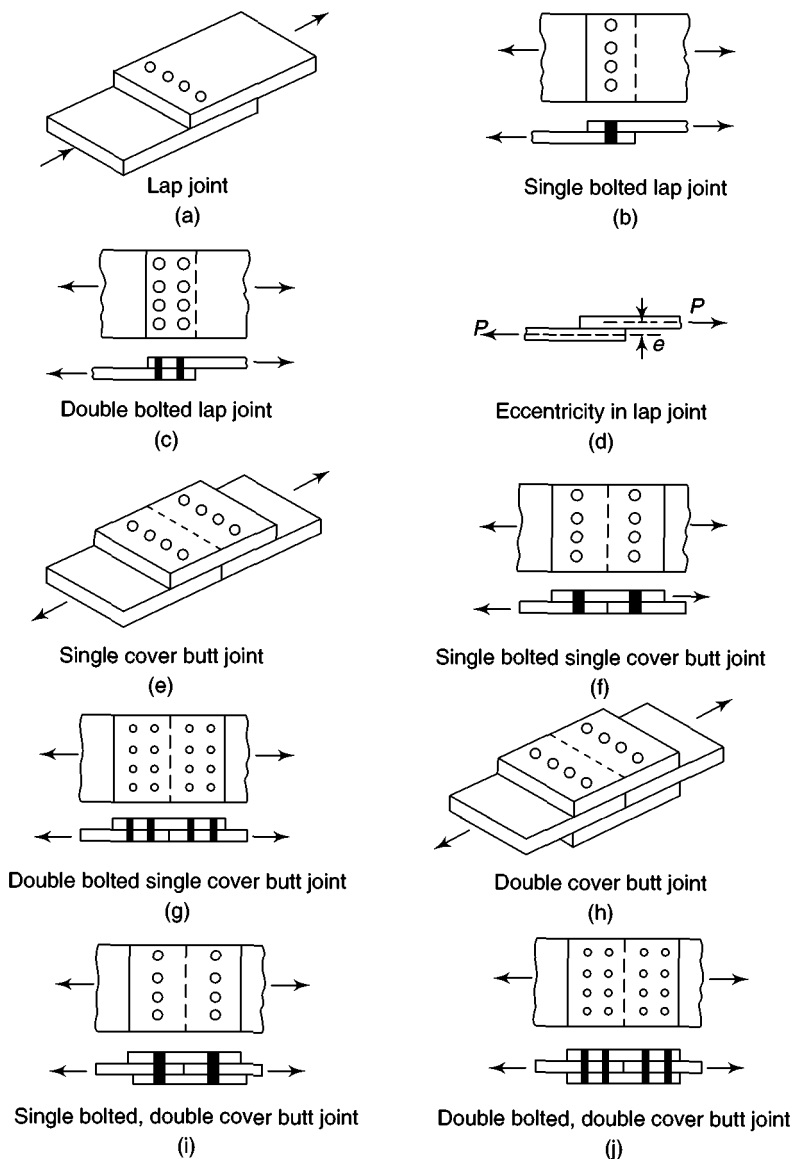 Lap joint
(a)
Single bolted lap joint
(b)
Double bolted lap joint
(c)
P
P
e
Eccentricity in lap joint
(d)
Single cover butt joint
(e)
Single bolted single cover butt joint
(f)
Double bolted single cover butt joint
(g)
Double cover butt joint
(h)
Single bolted, double cover butt joint
(i)
Double bolted, double cover butt joint
(j)